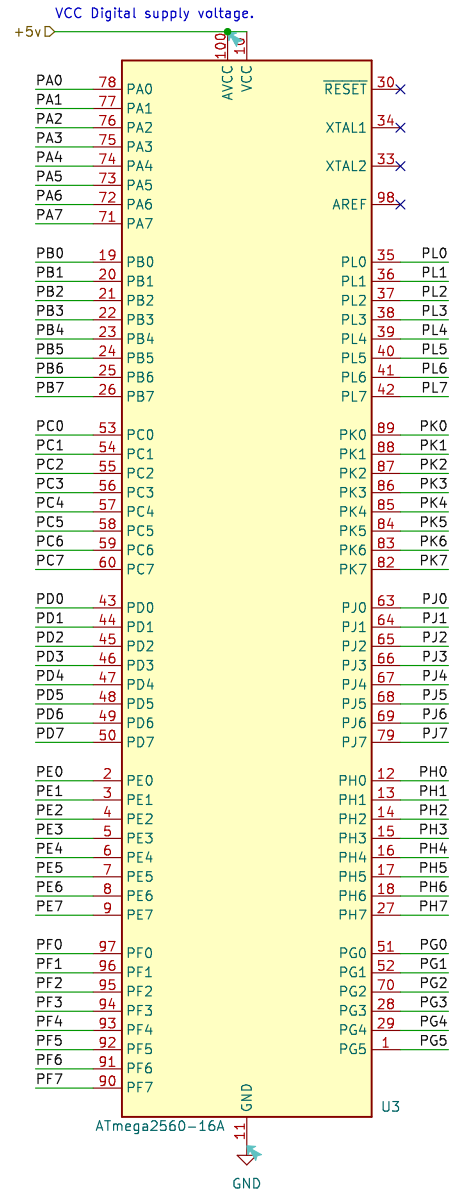 VCC Digital supply voltage.
+5v
100
10
AVCC
VCC
PA0 78 PA0 RESET 30
PA1 77 PA1
PA2 76 PA2 XTAL1 34
PA3 75 PA3
PA4 74 PA4 XTAL2 33
PA5 73 PA5
PA6 72 PA6 AREF 98
PA7 71 PA7
PB0 19 PB0 PL0 35 PL0
PB1 20 PB1 PL1 36 PL1
PB2 21 PB2 PL2 37 PL2
PB3 22 PB3 PL3 38 PL3
PB4 23 PB4 PL4 39 PL4
PB5 24 PB5 PL5 40 PL5
PB6 25 PB6 PL6 41 PL6
PB7 26 PB7 PL7 42 PL7
PC0 53 PC0 PK0 89 PK0
PC1 54 PC1 PK1 88 PK1
PC2 55 PC2 PK2 87 PK2
PC3 56 PC3 PK3 86 PK3
PC4 57 PC4 PK4 85 PK4
PC5 58 PC5 PK5 84 PK5
PC6 59 PC6 PK6 83 PK6
PC7 60 PC7 PK7 82 PK7
PD0 43 PD0 PJ0 63 PJ0
PD1 44 PD1 PJ1 64 PJ1
PD2 45 PD2 PJ2 65 PJ2
PD3 46 PD3 PJ3 66 PJ3
PD4 47 PD4 PJ4 67 PJ4
PD5 48 PD5 PJ5 68 PJ5
PD6 49 PD6 PJ6 69 PJ6
PD7 50 PD7 PJ7 79 PJ7
PE0 2 PE0 PH0 12 PH0
PE1 3 PE1 PH1 13 PH1
PE2 4 PE2 PH2 14 PH2
PE3 5 PE3 PH3 15 PH3
PE4 6 PE4 PH4 16 PH4
PE5 7 PE5 PH5 17 PH5
PE6 8 PE6 PH6 18 PH6
PE7 9 PE7 PH7 27 PH7
PF0 97 PF0 PG0 51 PG0
PF1 96 PF1 PG1 52 PG1
PF2 95 PF2 PG2 70 PG2
PF3 94 PF3 PG3 28 PG3
PF4 93 PF4 PG4 29 PG4
PF5 92 PF5 PG5 1 PG5
PF6 91 PF6
PF7 90 PF7
GND
U3
ATmega2560-16A
11
GND